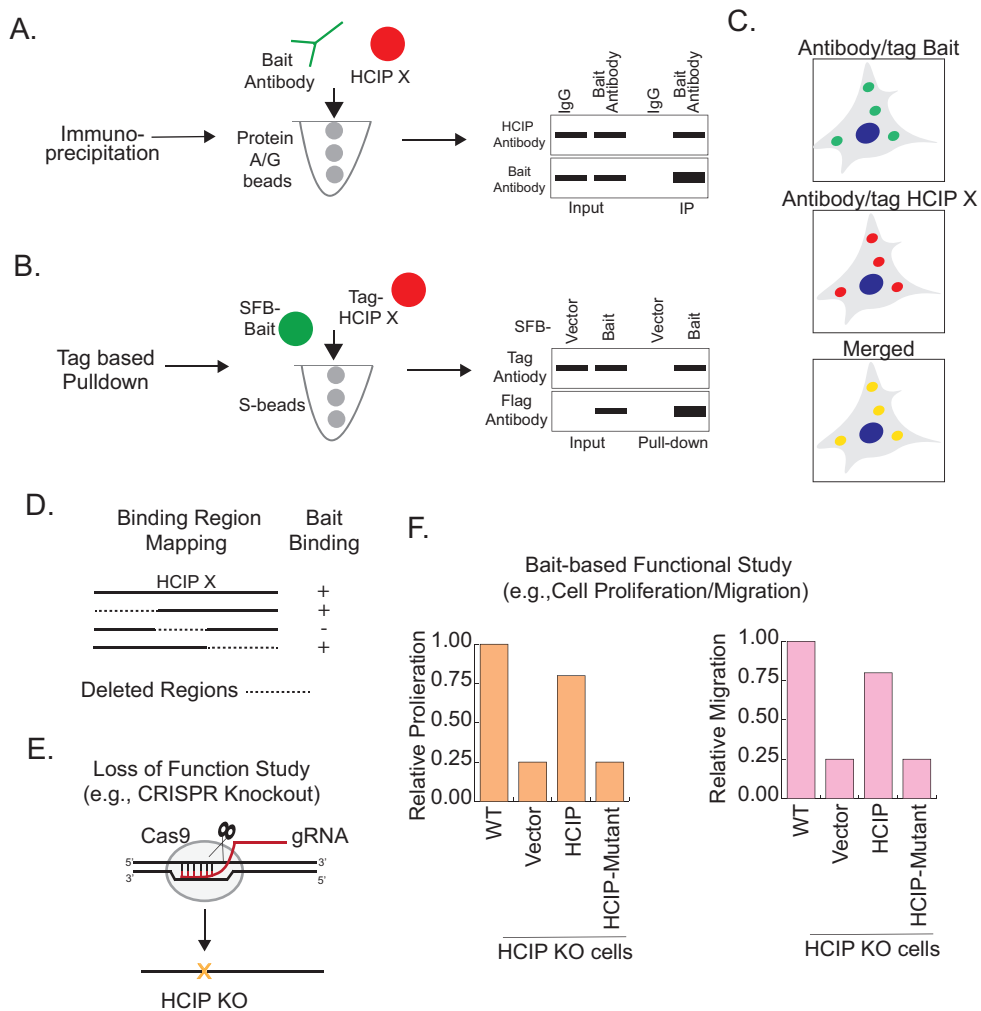 A.
Bait
Antibody
HCIP X
Immuno-
precipitation
Protein
A/G
beads
IgG
Bait
Antibody
IgG
Bait
Antibody
HCIP
Antibody
Bait
Antibody
Input
IP
B.
SFB-
Bait
Tag-
HCIP X
Tag based
Pulldown
S-beads
SFB-
Vector
Bait
Vector
Bait
Tag
Antiody
Flag
Antibody
Input
Pull-down
C.
Antibody/tag Bait
Antibody/tag HCIP X
Merged
D.
Binding Region
Mapping
Bait
Binding
HCIP X
+
+
-
+
Deleted Regions
E.
Loss of Function Study
(e.g., CRISPR Knockout)
Cas9
gRNA
5'
3'
3'
5'
X
HCIP KO
F.
Bait-based Functional Study
(e.g.,Cell Proliferation/Migration)
Relative Prolieration
1.00
0.75
0.50
0.25
0.00
WT
Vector
HCIP
HCIP-Mutant
HCIP KO cells
Relative Migration
1.00
0.75
0.50
0.25
0.00
WT
Vector
HCIP
HCIP-Mutant
HCIP KO cells